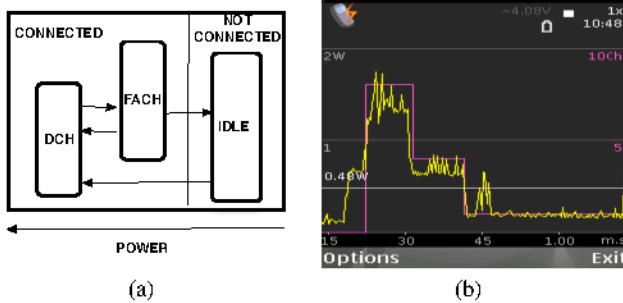 CONNECTED
NOT
CONNECTED
FACH
DCH
IDLE
POWER
(a)
~4.08V
1x
10:48
2W
10Ch
1
5
0.48W
15
30
45
1.00
m.s
Options
Exit
(b)